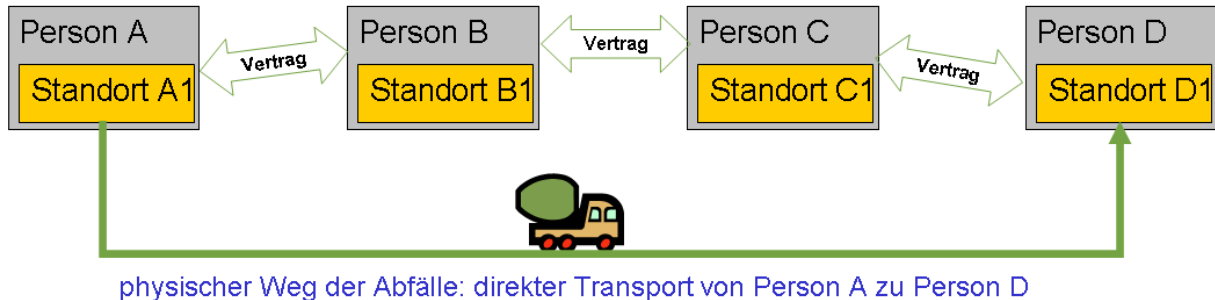 Person A
Standort A1
Vertrag
Person B
Standort B1
Vertrag
Person C
Standort C1
Vertrag
Person D
Standort D1
physischer Weg der Abfälle: direkter Transport von Person A zu Person D